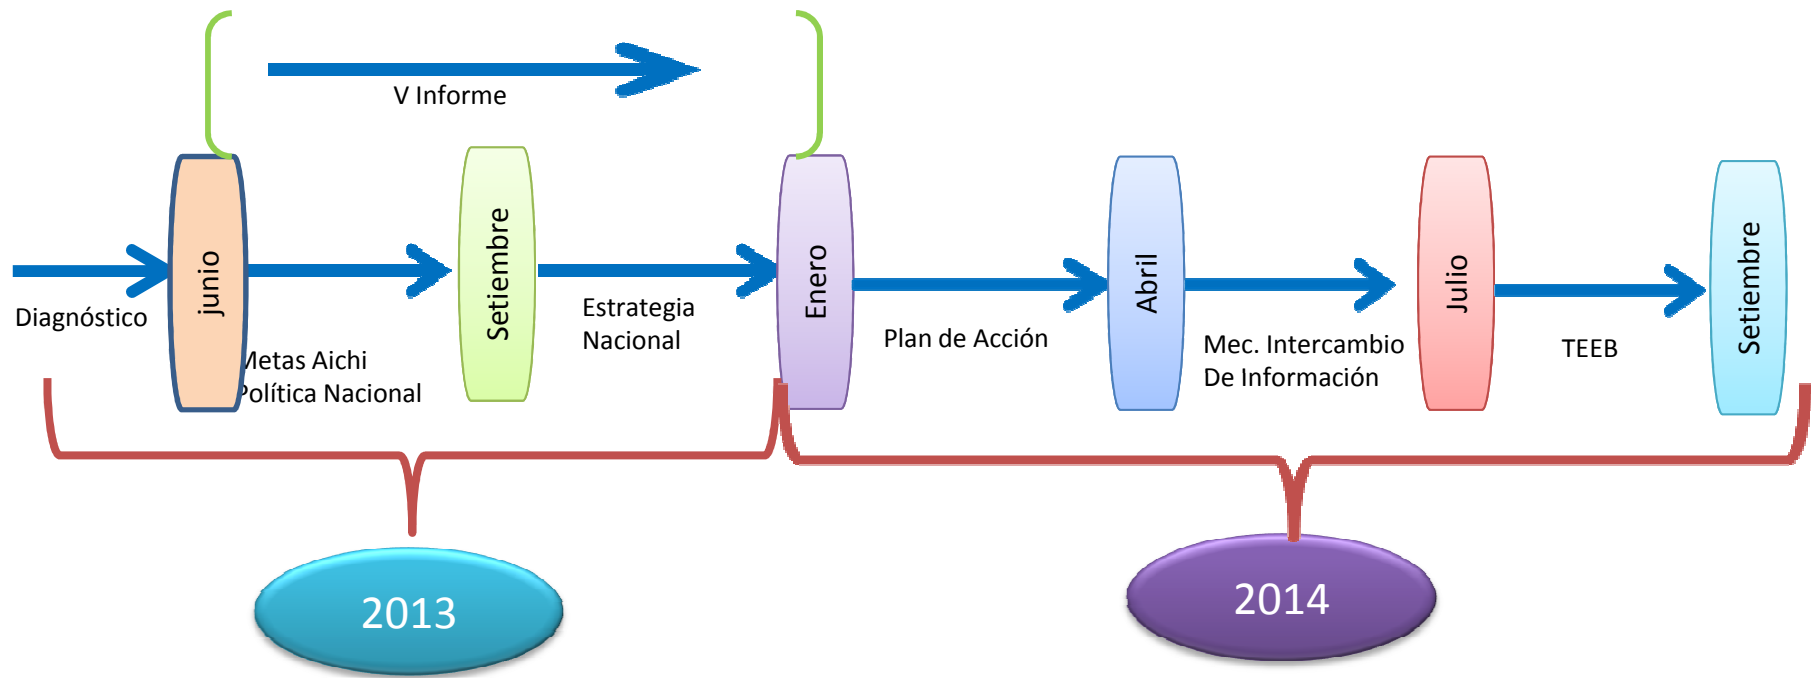 V Informe
junio
Setiembre
Enero
Abril
Julio
Setiembre
Diagnóstico
Metas Aichi
Política Nacional
Estrategia
Nacional
Plan de Acción
Mec. Intercambio
De Información
TEEB
2013
2014